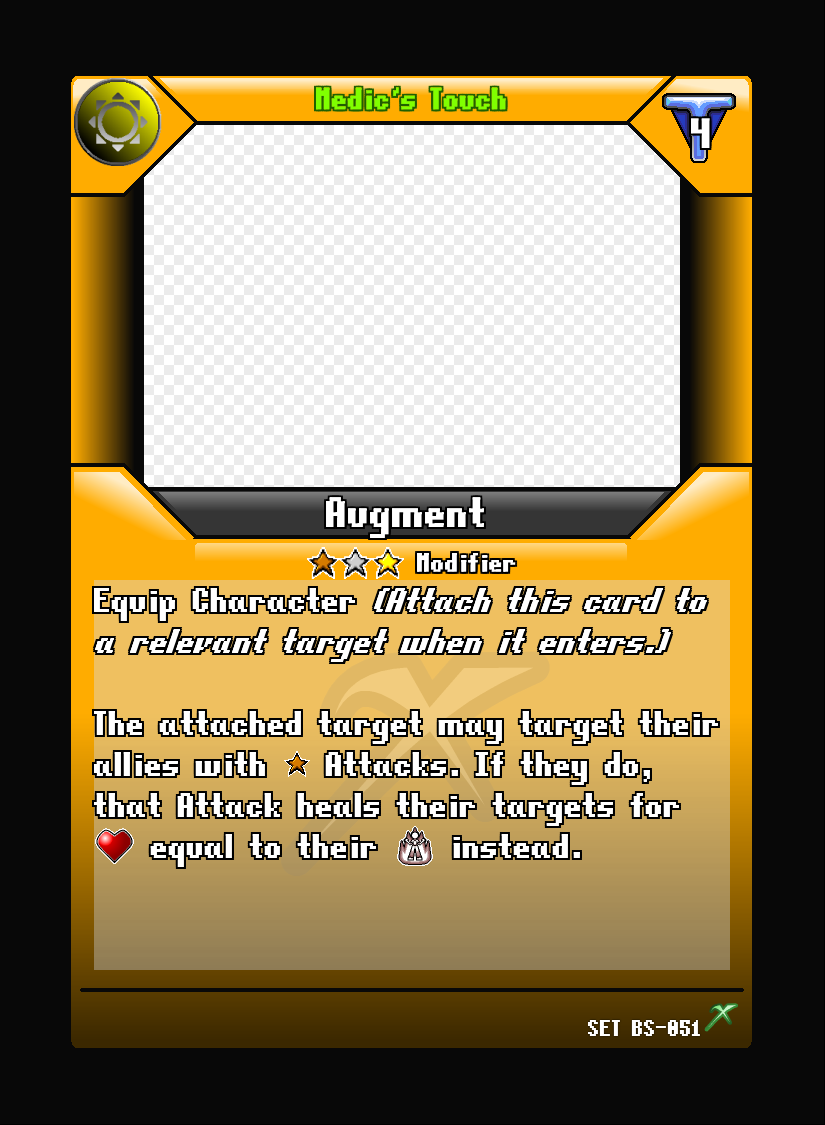 Medic's Touch
4
Augment
Modifier
Equip Character (Attach this card to
a relevant target when it enters.)
The attached target may target their
allies with Attacks. If they do,
that Attack heals their targets for
equal to their instead.
SET BS-051